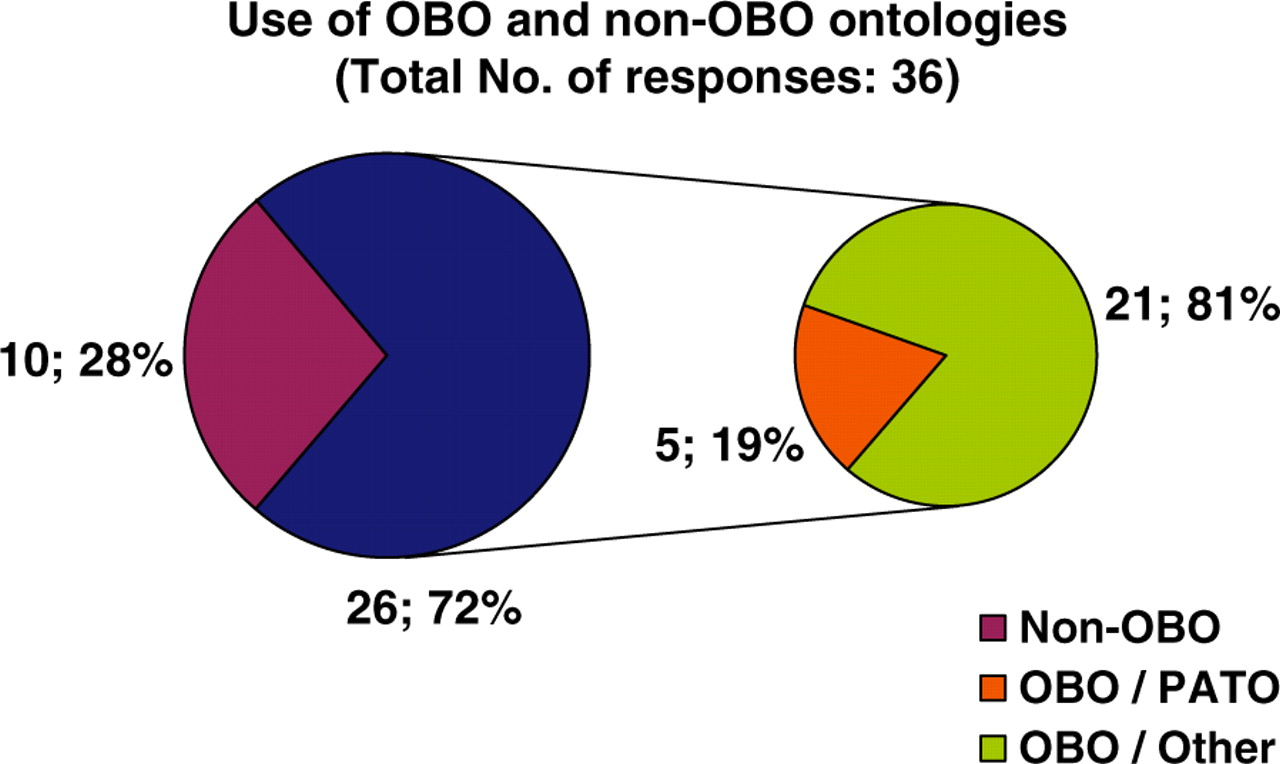 Use of OBO and non-OBO ontologies
(Total No. of responses: 36)
21; 81%
10; 28%
5; 19%
26; 72%
Non-OBO
OBO / PATO
OBO / Other